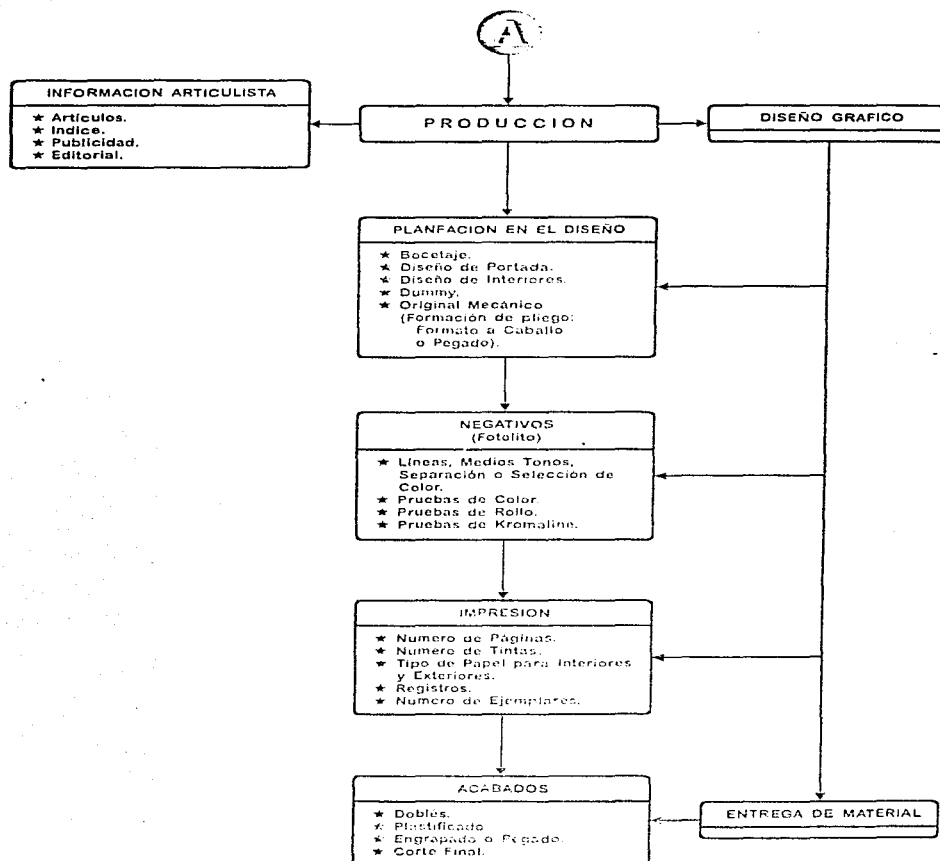 A
INFORMACION ARTICULISTA
★ Artículos.
★ Indice.
★ Publicidad.
★ Editorial.
PRODUCCION
DISEÑO GRAFICO
PLANFACION EN EL DISEÑO
★ Bocetaje.
★ Diseño de Portada.
★ Diseño de Interiores.
★ Dummy.
★ Original Mecánico
(Formación de pliego:
Formato a Caballo
o Pegado).
NEGATIVOS
(Fotolito)
★ Líneas, Medios Tonos,
Separación o Selección de
Color.
★ Pruebas de Color.
★ Pruebas de Rollo.
★ Pruebas de Kromaline.
IMPRESION
★ Numero de Páginas.
★ Numero de Tintas.
★ Tipo de Papel para Interiores
y Exteriores.
★ Registros.
★ Numero de Ejemplares.
ACABADOS
★ Doblés.
★ Plastificado
★ Engrapado o Pegado.
★ Corte Final.
ENTREGA DE MATERIAL